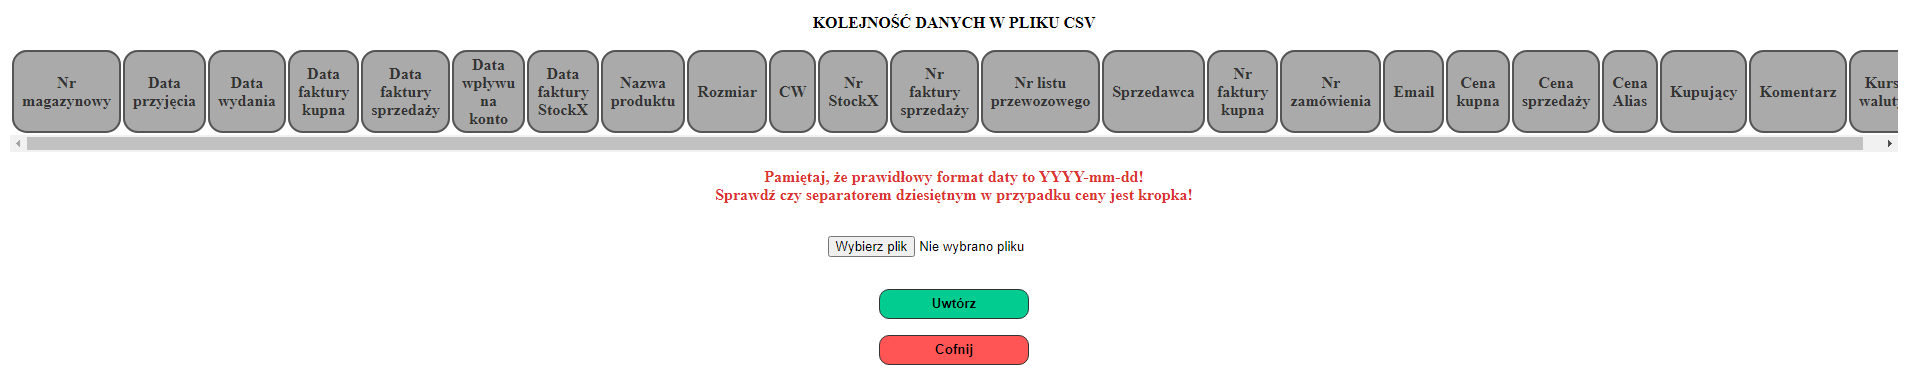 KOLEJNOŚĆ DANYCH W PLIKU CSV
Nr
magazynowy
Data
przyjęcia
Data
wydania
Data
faktury
kupna
Data
faktury
sprzedaży
Data
wpływu
na
konto
Data
faktury
StockX
Nazwa
produktu
Rozmiar
CW
Nr
StockX
Nr
faktury
sprzedaży
Nr listu
przewozowego
Sprzedawca
Nr
faktury
kupna
Nr
zamówienia
Email
Cena
kupna
Cena
sprzedaży
Cena
Alias
Kupujący
Komentarz
Kurs
Pamiętaj, że prawidłowy format daty to YYYY-mm-dd!
Sprawdź czy separatorem dziesiętnym w przypadku ceny jest kropka!
Wybierz plik Nie wybrano pliku
Uwtórz
Cofnij